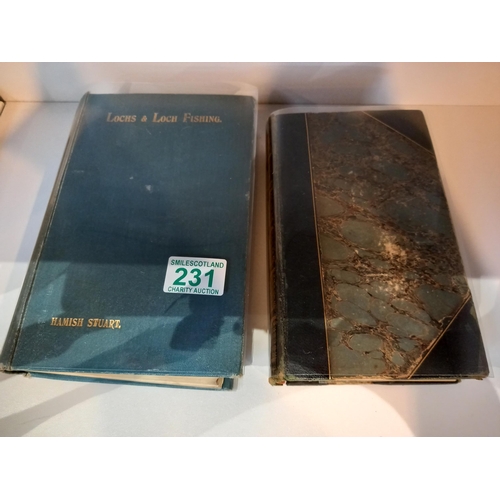 LOCHS & LOCH FISHING.
SMILESCOTLAND
231
CHARITY AUCTION
HAMISH STUART.